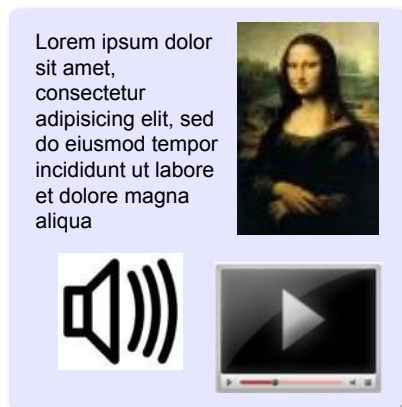 Lorem ipsum dolor
sit amet,
consectetur
adipisicing elit, sed
do eiusmod tempor
incididunt ut labore
et dolore magna
aliqua